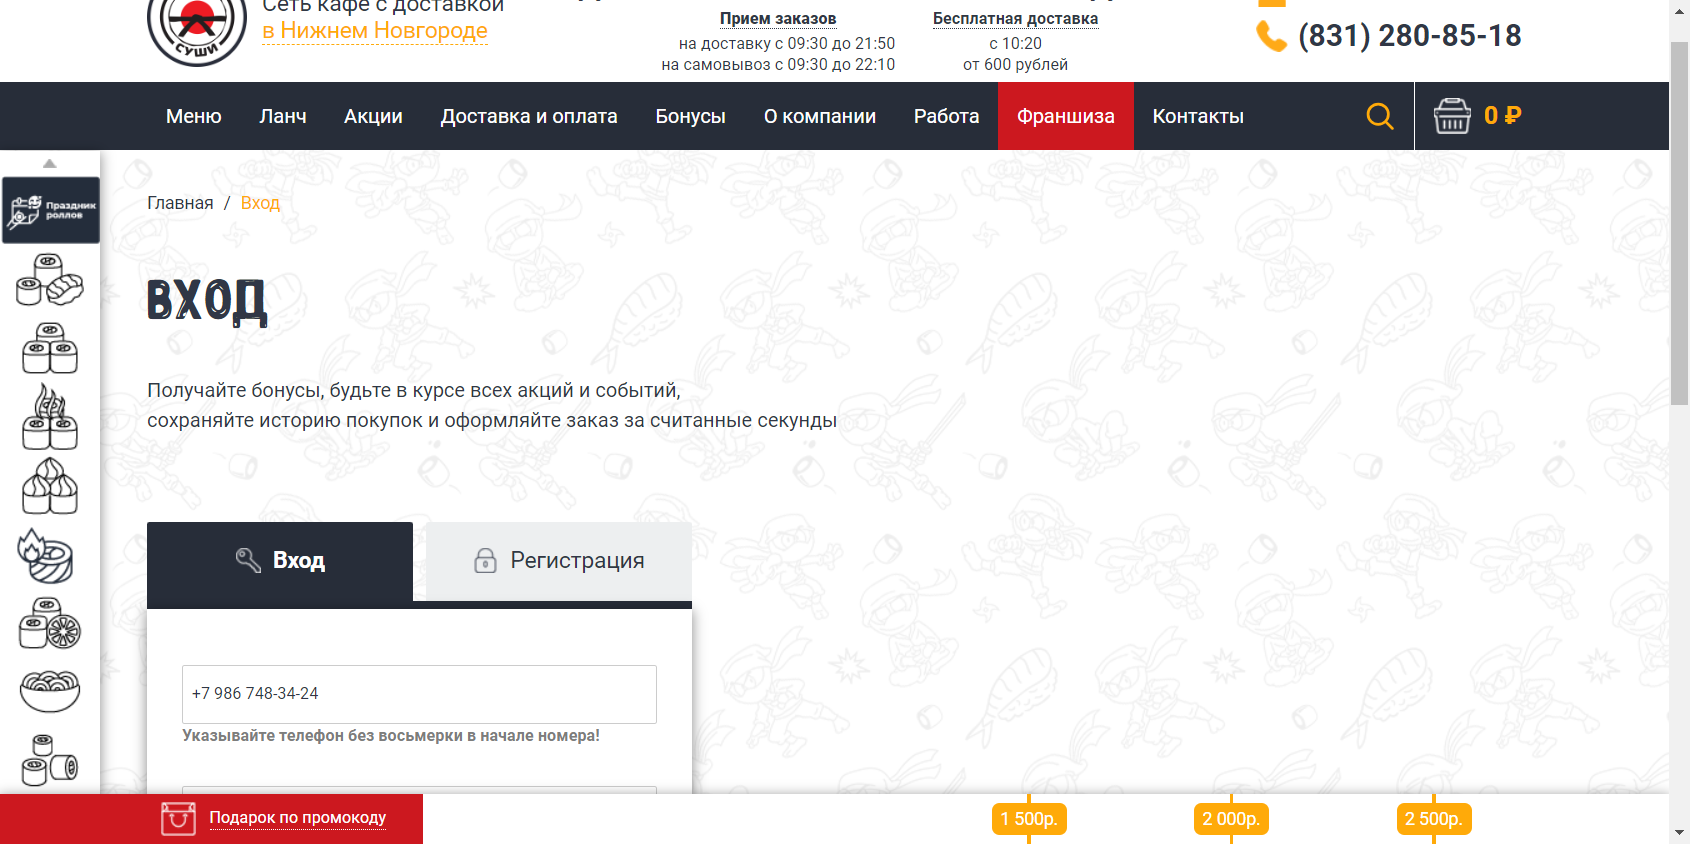 Сеть кафе с доставкой
в Нижнем Новгороде
СУШИ
Прием заказов
на доставку с 09:30 до 21:50
на самовывоз с 09:30 до 22:10
Бесплатная доставка
с 10:20
от 600 рублей
(831) 280-85-18
Меню Ланч Акции Доставка и оплата Бонусы О компании Работа Франшиза Контакты 0 ₽
Праздник
роллов
Главная / Вход
ВХОД
Получайте бонусы, будьте в курсе всех акций и событий,
сохраняйте историю покупок и оформляйте заказ за считанные секунды
Вход
Регистрация
+7 986 748-34-24
Указывайте телефон без восьмерки в начале номера!
Подарок по промокоду
1 500р. 2 000р. 2 500р.